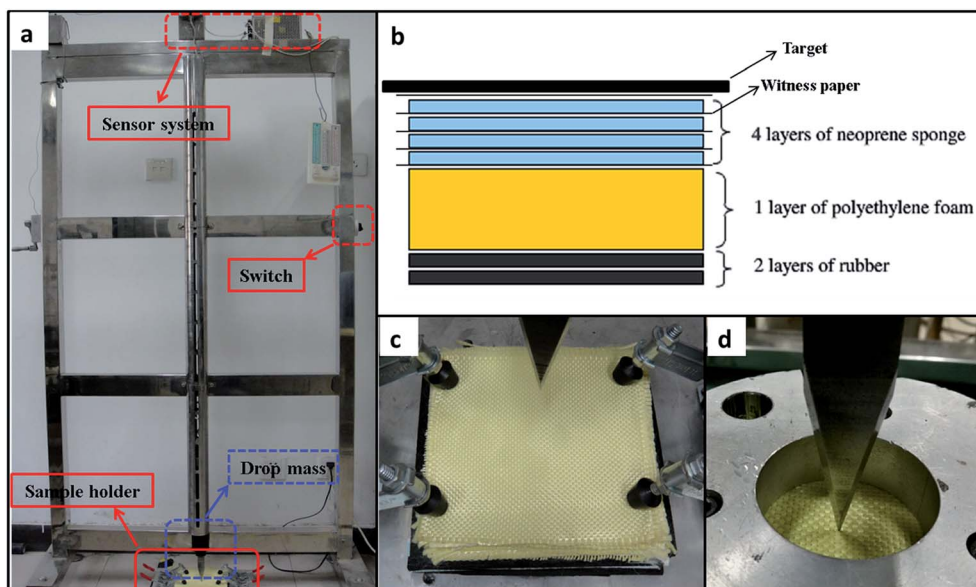 a
Sensor system
Switch
Drop mass
Sample holder
b
Target
Witness paper
4 layers of neoprene sponge
1 layer of polyethylene foam
2 layers of rubber
c
d